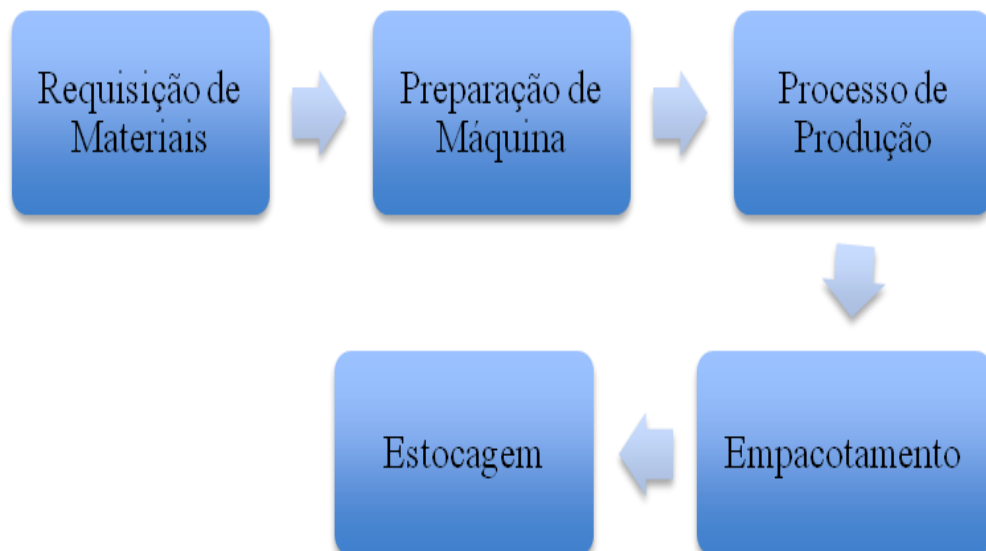 Requisição de
Materiais
Preparação de
Máquina
Processo de
Produção
Empacotamento
Estocagem